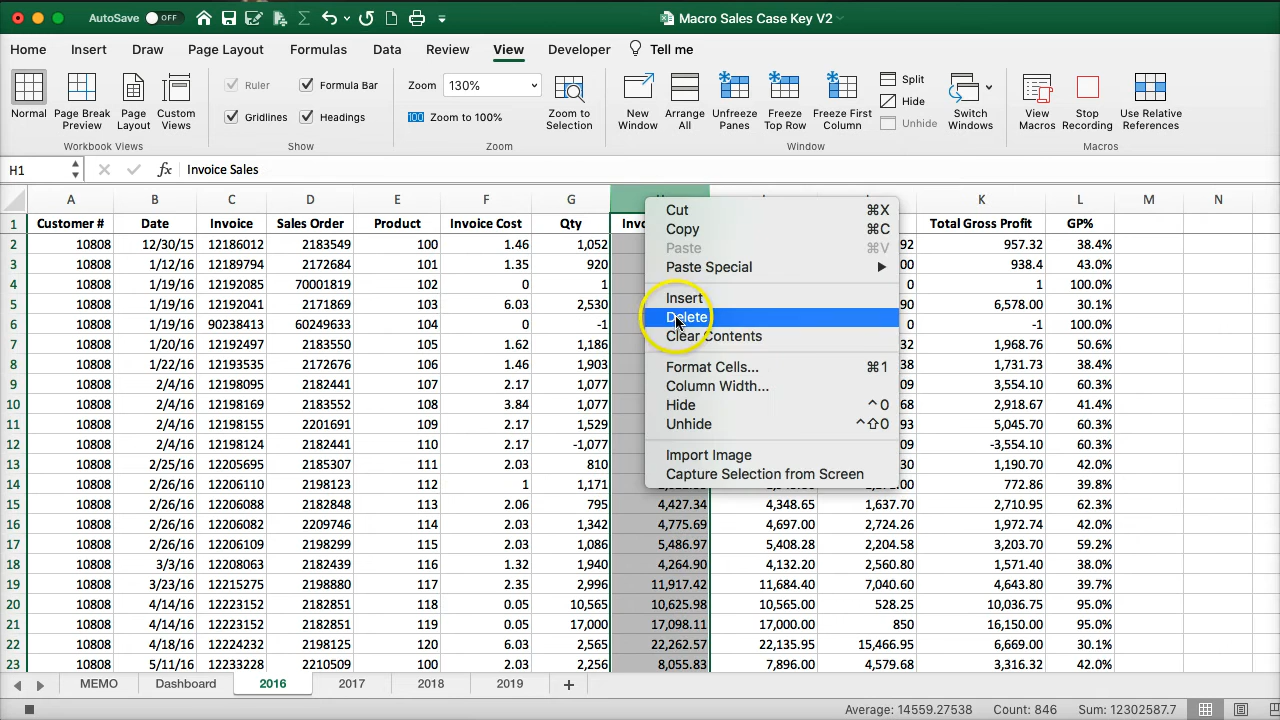 AutoSave OFF Macro Sales Case Key V2
Home Insert Draw Page Layout Formulas Data Review View Developer Tell me
Normal Page Break Preview Page Layout Custom Views Workbook Views
Ruler Formula Bar Gridlines Headings Show
Zoom 130% Zoom to 100% Zoom to Selection Zoom
New Window Arrange All Unfreeze Panes Freeze Top Row Freeze First Column Split Hide Unhide Switch Windows Window
View Macros Stop Recording Use Relative References Macros
H1 fx Invoice Sales
A B C D E F G K L M N
1 Customer # Date Invoice Sales Order Product Invoice Cost Qty Total Gross Profit GP%
2 10808 12/30/15 12186012 2183549 100 1.46 1,052 957.32 38.4%
3 10808 1/12/16 12189794 2172684 101 1.35 920 938.4 43.0%
4 10808 1/19/16 12192085 70001819 102 0 1 0 1 100.0%
5 10808 1/19/16 12192041 2171869 103 6.03 2,530 6,578.00 30.1%
6 10808 1/19/16 90238413 60249633 104 0 -1 0 -1 100.0%
7 10808 1/20/16 12192497 2183550 105 1.62 1,186 1,968.76 50.6%
8 10808 1/22/16 12193535 2172676 106 1.46 1,903 1,731.73 38.4%
9 10808 2/4/16 12198095 2182441 107 2.17 1,077 3,554.10 60.3%
10 10808 2/4/16 12198169 2183552 108 3.84 1,077 2,918.67 41.4%
11 10808 2/4/16 12198155 2201691 109 2.17 1,529 5,045.70 60.3%
12 10808 2/4/16 12198124 2182441 110 2.17 -1,077 -3,554.10 60.3%
13 10808 2/25/16 12205695 2185307 111 2.03 810 1,190.70 42.0%
14 10808 2/26/16 12206110 2198123 112 1 1,171 772.86 39.8%
15 10808 2/26/16 12206088 2182848 113 2.06 795 4,427.34 4,348.65 1,637.70 2,710.95 62.3%
16 10808 2/26/16 12206082 2209746 114 2.03 1,342 4,775.69 4,697.00 2,724.26 1,972.74 42.0%
17 10808 2/26/16 12206109 2198299 115 2.03 1,086 5,486.97 5,408.28 2,204.58 3,203.70 59.2%
18 10808 3/3/16 12208063 2182439 116 1.32 1,940 4,264.90 4,132.20 2,560.80 1,571.40 38.0%
19 10808 3/23/16 12215275 2198880 117 2.35 2,996 11,917.42 11,684.40 7,040.60 4,643.80 39.7%
20 10808 4/14/16 12223152 2182851 118 0.05 10,565 10,625.98 10,565.00 528.25 10,036.75 95.0%
21 10808 4/14/16 12223152 2182851 119 0.05 17,000 17,098.11 17,000.00 850 16,150.00 95.0%
22 10808 4/18/16 12224232 2198125 120 6.03 2,565 22,262.57 22,135.95 15,466.95 6,669.00 30.1%
23 10808 5/11/16 12233228 2210509 100 2.03 2,256 8,055.83 7,896.00 4,579.68 3,316.32 42.0%
Cut ⌘X
Copy ⌘C
Paste ⌘V
Paste Special
Insert
Delete
Clear Contents
Format Cells... ⌘1
Column Width...
Hide ^0
Unhide ^⇧0
Import Image
Capture Selection from Screen
MEMO Dashboard 2016 2017 2018 2019 +
Average: 14559.27538 Count: 846 Sum: 12302587.7